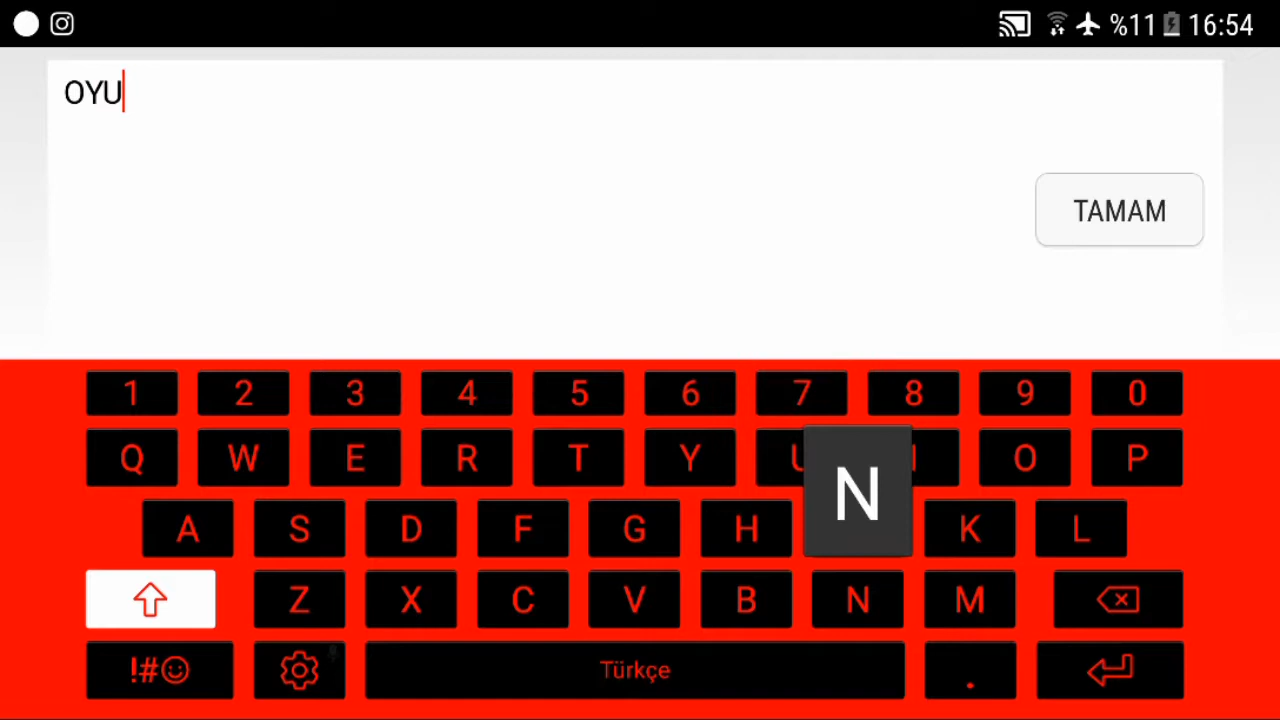 %11 16:54
OYU
TAMAM
1 2 3 4 5 6 7 8 9 0
Q W E R T Y U I O P
N
A S D F G H K L
Z X C V B N M
!#☺ Türkçe .